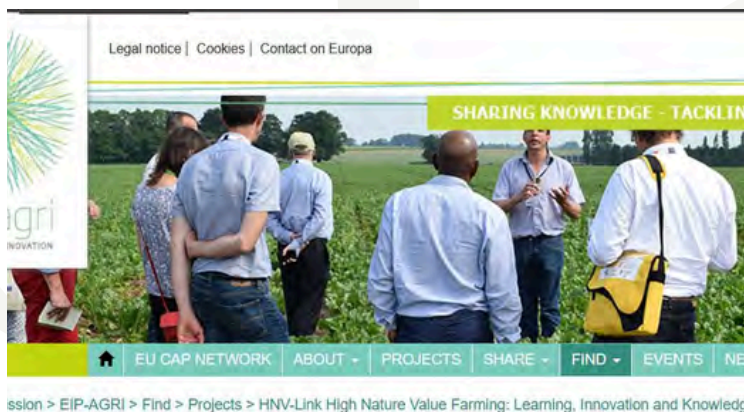 Legal notice | Cookies | Contact on Europa
SHARING KNOWLEDGE - TACKLIN
agri
INNOVATION
EU CAP NETWORK ABOUT PROJECTS SHARE FIND EVENTS NE
ssion > EIP-AGRI > Find > Projects > HNV-Link High Nature Value Farming: Learning, Innovation and Knowledg